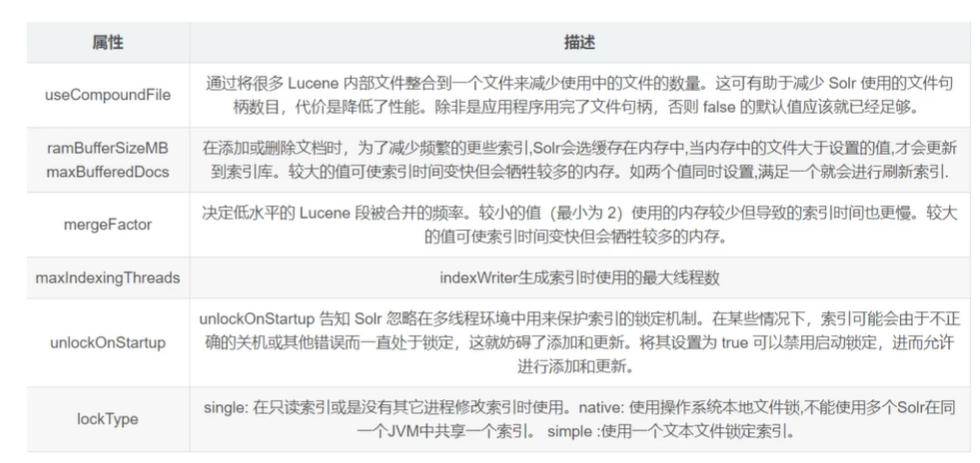 属性 描述
useCompoundFile
通过将很多 Lucene 内部文件整合到一个文件来减少使用中的文件的数量。这可有助于减少 Solr 使用的文件句
柄数目，代价是降低了性能。除非是应用程序用完了文件句柄，否则 false 的默认值应该就已经足够。
ramBufferSizeMB
maxBufferedDocs
在添加或删除文档时，为了减少频繁的更些索引,Solr会选缓存在内存中,当内存中的文件大于设置的值,才会更新
到索引库。较大的值可使索引时间变快但会牺牲较多的内存。如两个值同时设置,满足一个就会进行刷新索引.
mergeFactor
决定低水平的 Lucene 段被合并的频率。较小的值（最小为 2）使用的内存较少但导致的索引时间也更慢。较大
的值可使索引时间变快但会牺牲较多的内存。
maxIndexingThreads
indexWriter生成索引时使用的最大线程数
unlockOnStartup
unlockOnStartup 告知 Solr 忽略在多线程环境中用来保护索引的锁定机制。在某些情况下，索引可能会由于不正
确的关机或其他错误而一直处于锁定，这就妨碍了添加和更新。将其设置为 true 可以禁用启动锁定，进而允许
进行添加和更新。
lockType
single: 在只读索引或是没有其它进程修改索引时使用。native: 使用操作系统本地文件锁,不能使用多个Solr在同
一个JVM中共享一个索引。 simple :使用一个文本文件锁定索引。